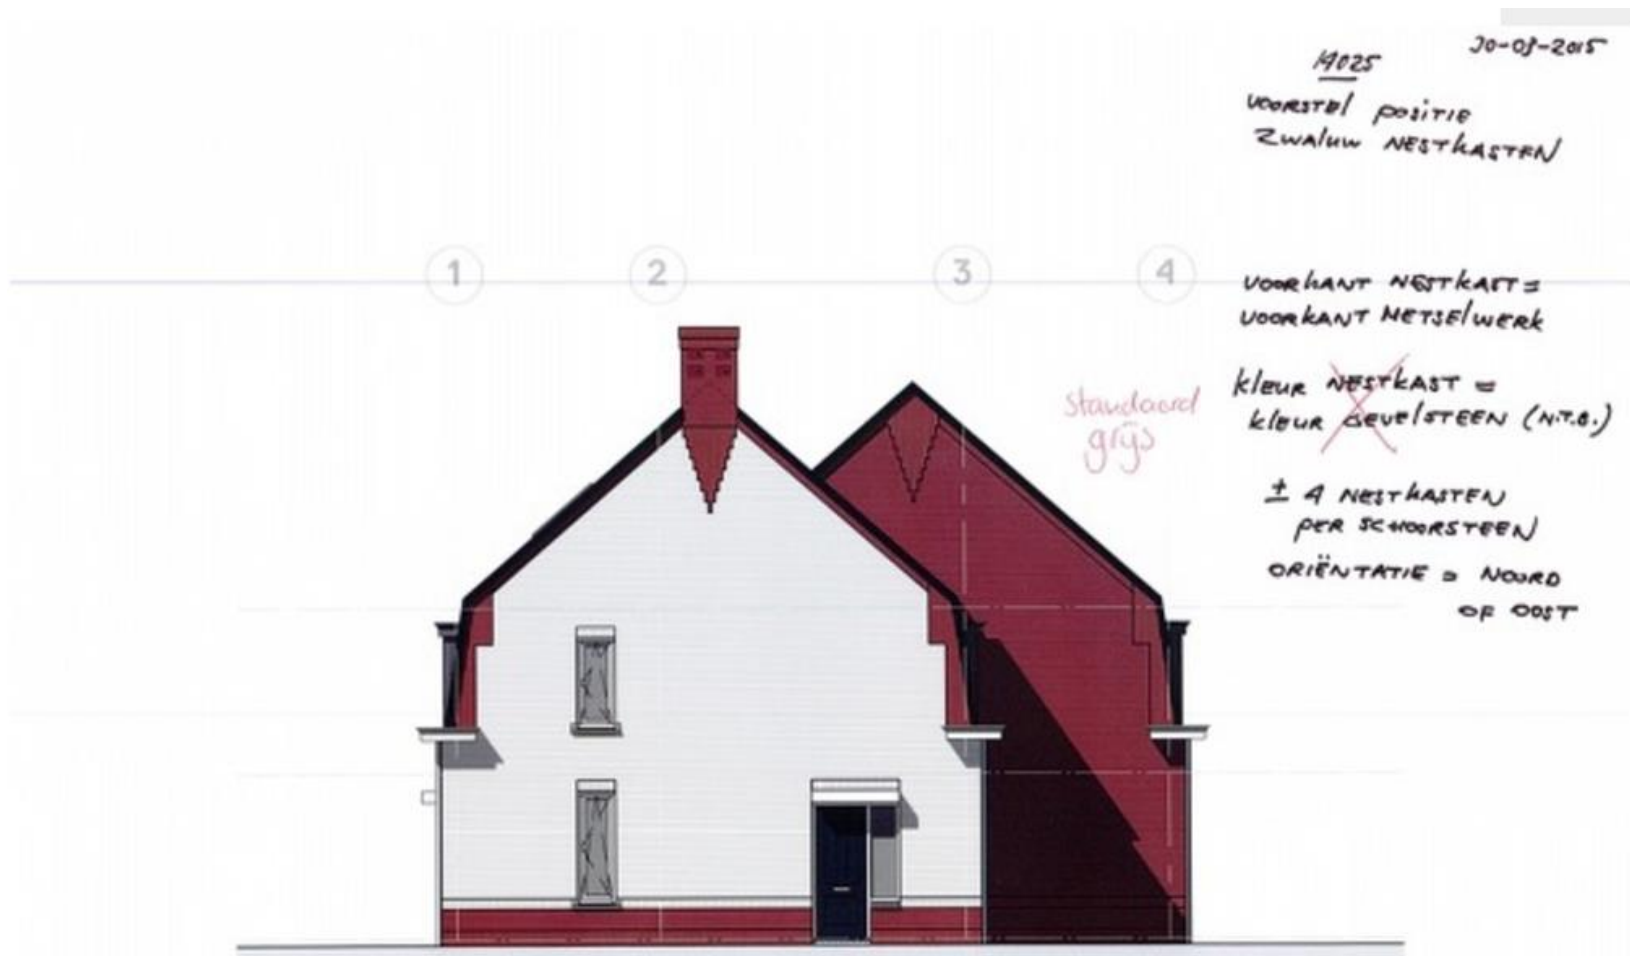 30-03-2015
14025
VOORSTEL POSITIE
ZWALUW NESTKASTEN
1 2 3 4
VOORKANT NESTKAST =
VOORKANT METSELWERK
standaard
grijs
KLEUR NESTKAST =
KLEUR GEVELSTEEN (N.T.B.)
± 4 NESTKASTEN
PER SCHOORSTEEN
ORIËNTATIE = NOORD
OF OOST